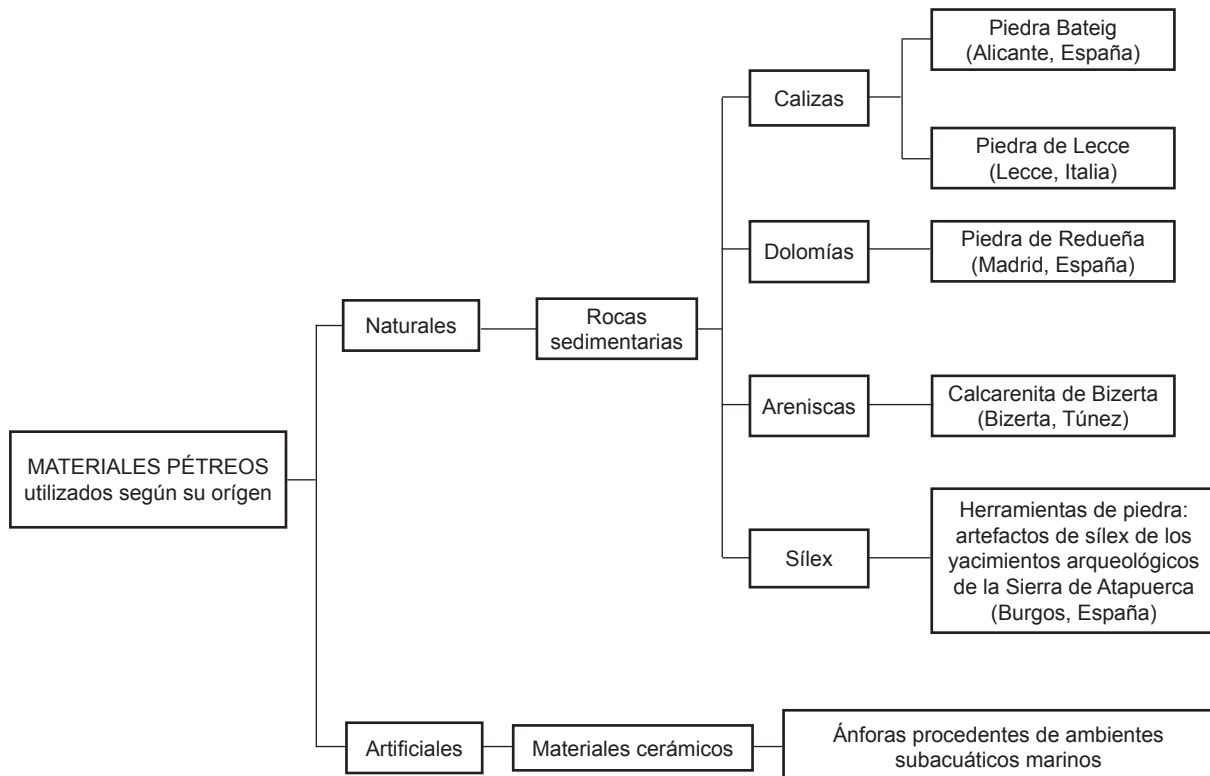 MATERIALES PÉTREOS
utilizados según su orígen
Naturales
Rocas
sedimentarias
Calizas
Piedra Bateig
(Alicante, España)
Piedra de Lecce
(Lecce, Italia)
Dolomías
Piedra de Redueña
(Madrid, España)
Areniscas
Calcarenita de Bizerta
(Bizerta, Túnez)
Sílex
Herramientas de piedra:
artefactos de sílex de los
yacimientos arqueológicos
de la Sierra de Atapuerca
(Burgos, España)
Artificiales
Materiales cerámicos
Ánforas procedentes de ambientes
subacuáticos marinos